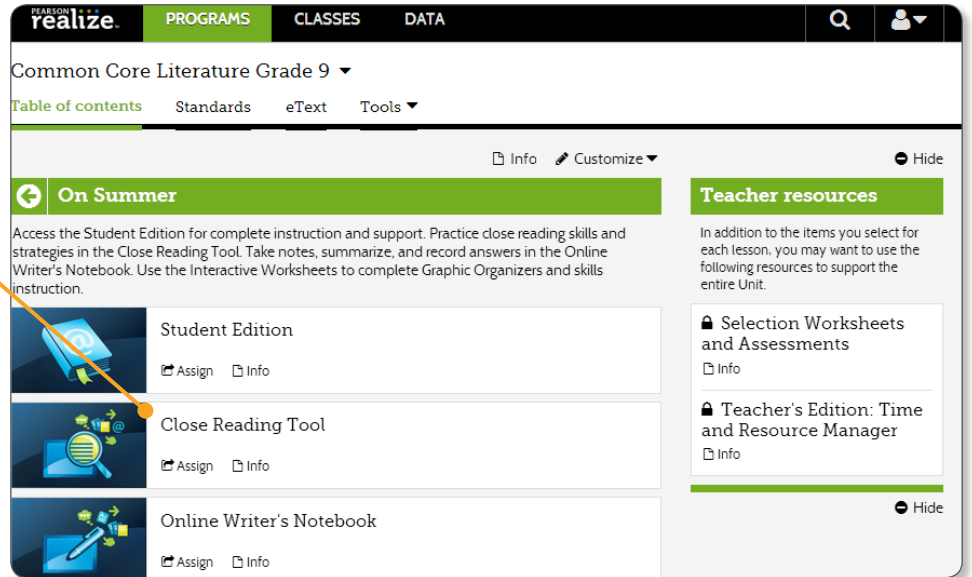 PEARSON
realize.
PROGRAMS CLASSES DATA
Common Core Literature Grade 9
Table of contents Standards eText Tools
Info Customize Hide
On Summer
Access the Student Edition for complete instruction and support. Practice close reading skills and
strategies in the Close Reading Tool. Take notes, summarize, and record answers in the Online
Writer's Notebook. Use the Interactive Worksheets to complete Graphic Organizers and skills
instruction.
Student Edition
Assign Info
Close Reading Tool
Assign Info
Online Writer's Notebook
Assign Info
Teacher resources
In addition to the items you select for
each lesson, you may want to use the
following resources to support the
entire Unit.
Selection Worksheets
and Assessments
Info
Teacher's Edition: Time
and Resource Manager
Info
Hide